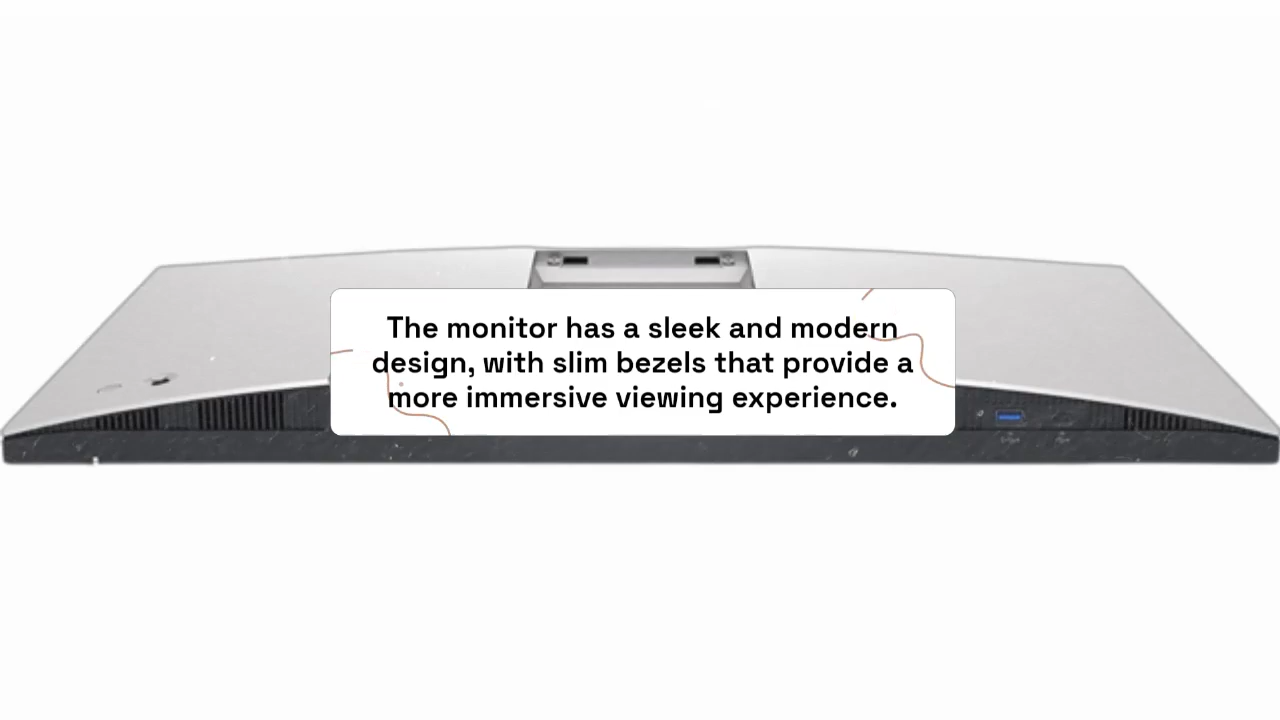 The monitor has a sleek and modern
design, with slim bezels that provide a
more immersive viewing experience.